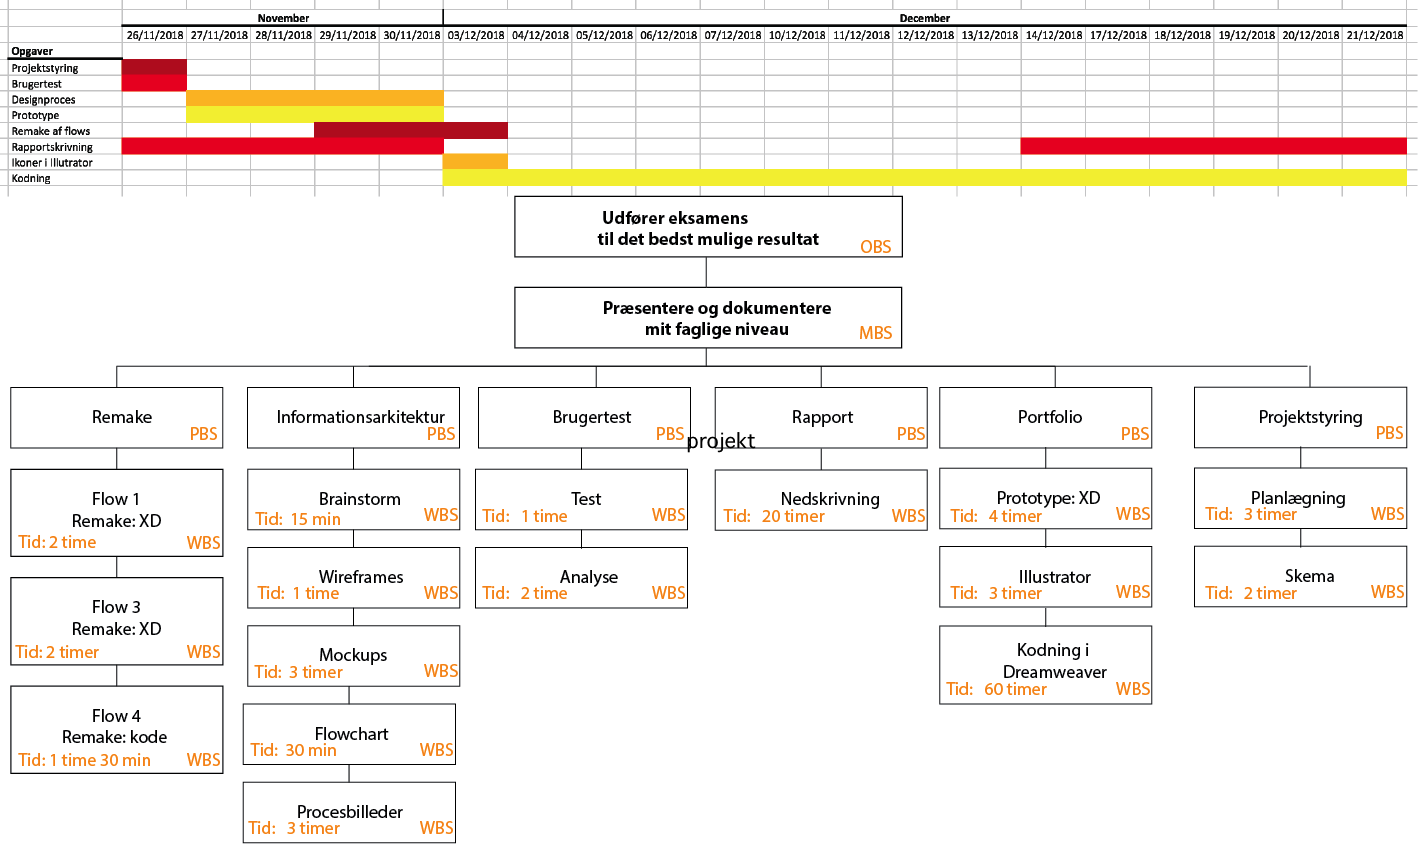 November December
26/11/2018 27/11/2018 28/11/2018 29/11/2018 30/11/2018 03/12/2018 04/12/2018 05/12/2018 06/12/2018 07/12/2018 10/12/2018 11/12/2018 12/12/2018 13/12/2018 14/12/2018 17/12/2018 18/12/2018 19/12/2018 20/12/2018 21/12/2018
Opgaver
Projektstyring
Brugertest
Designproces
Prototype
Remake af flows
Rapportskrivning
Ikoner i Illutrator
Kodning
Udfører eksamens
til det bedst mulige resultat
OBS
Præsentere og dokumentere
mit faglige niveau
MBS
Remake
PBS
Informationsarkitektur
PBS
Brugertest
PBS
projekt
Rapport
PBS
Portfolio
PBS
Projektstyring
PBS
Flow 1
Remake: XD
Tid: 2 time WBS
Flow 3
Remake: XD
Tid: 2 timer WBS
Flow 4
Remake: kode
Tid: 1 time 30 min WBS
Brainstorm
Tid: 15 min WBS
Wireframes
Tid: 1 time WBS
Mockups
Tid: 3 timer WBS
Flowchart
Tid: 30 min WBS
Procesbilleder
Tid: 3 timer WBS
Test
Tid: 1 time WBS
Analyse
Tid: 2 time WBS
Nedskrivning
Tid: 20 timer WBS
Prototype: XD
Tid: 4 timer WBS
Illustrator
Tid: 3 timer WBS
Kodning i
Dreamweaver
Tid: 60 timer WBS
Planlægning
Tid: 3 timer WBS
Skema
Tid: 2 timer WBS